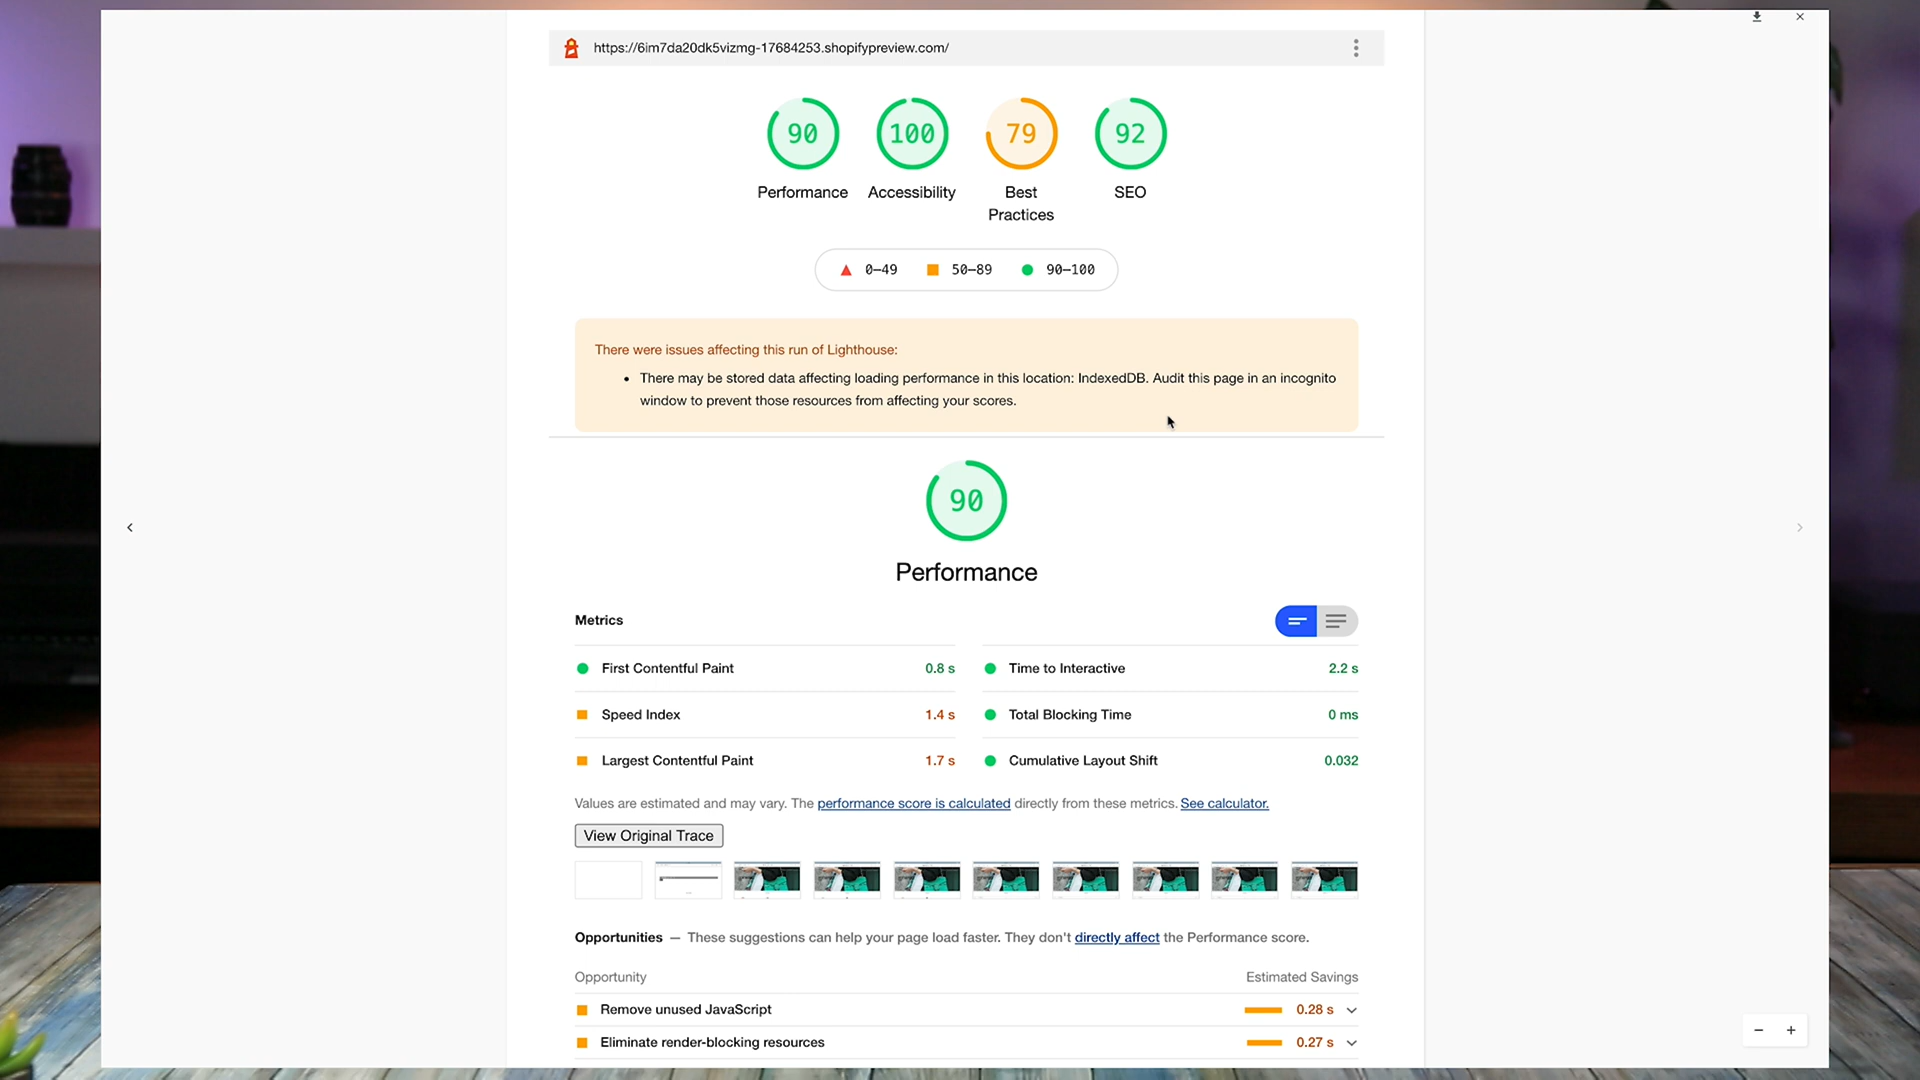 https://6im7da20dk5vizmg-17684253.shopifypreview.com/
90 100 79 92
Performance Accessibility Best Practices SEO
0–49 50–89 90–100
There were issues affecting this run of Lighthouse:
• There may be stored data affecting loading performance in this location: IndexedDB. Audit this page in an incognito
window to prevent those resources from affecting your scores.
90
Performance
Metrics
First Contentful Paint 0.8 s Time to Interactive 2.2 s
Speed Index 1.4 s Total Blocking Time 0 ms
Largest Contentful Paint 1.7 s Cumulative Layout Shift 0.032
Values are estimated and may vary. The performance score is calculated directly from these metrics. See calculator.
View Original Trace
Opportunities — These suggestions can help your page load faster. They don't directly affect the Performance score.
Opportunity Estimated Savings
Remove unused JavaScript 0.28 s
Eliminate render-blocking resources 0.27 s